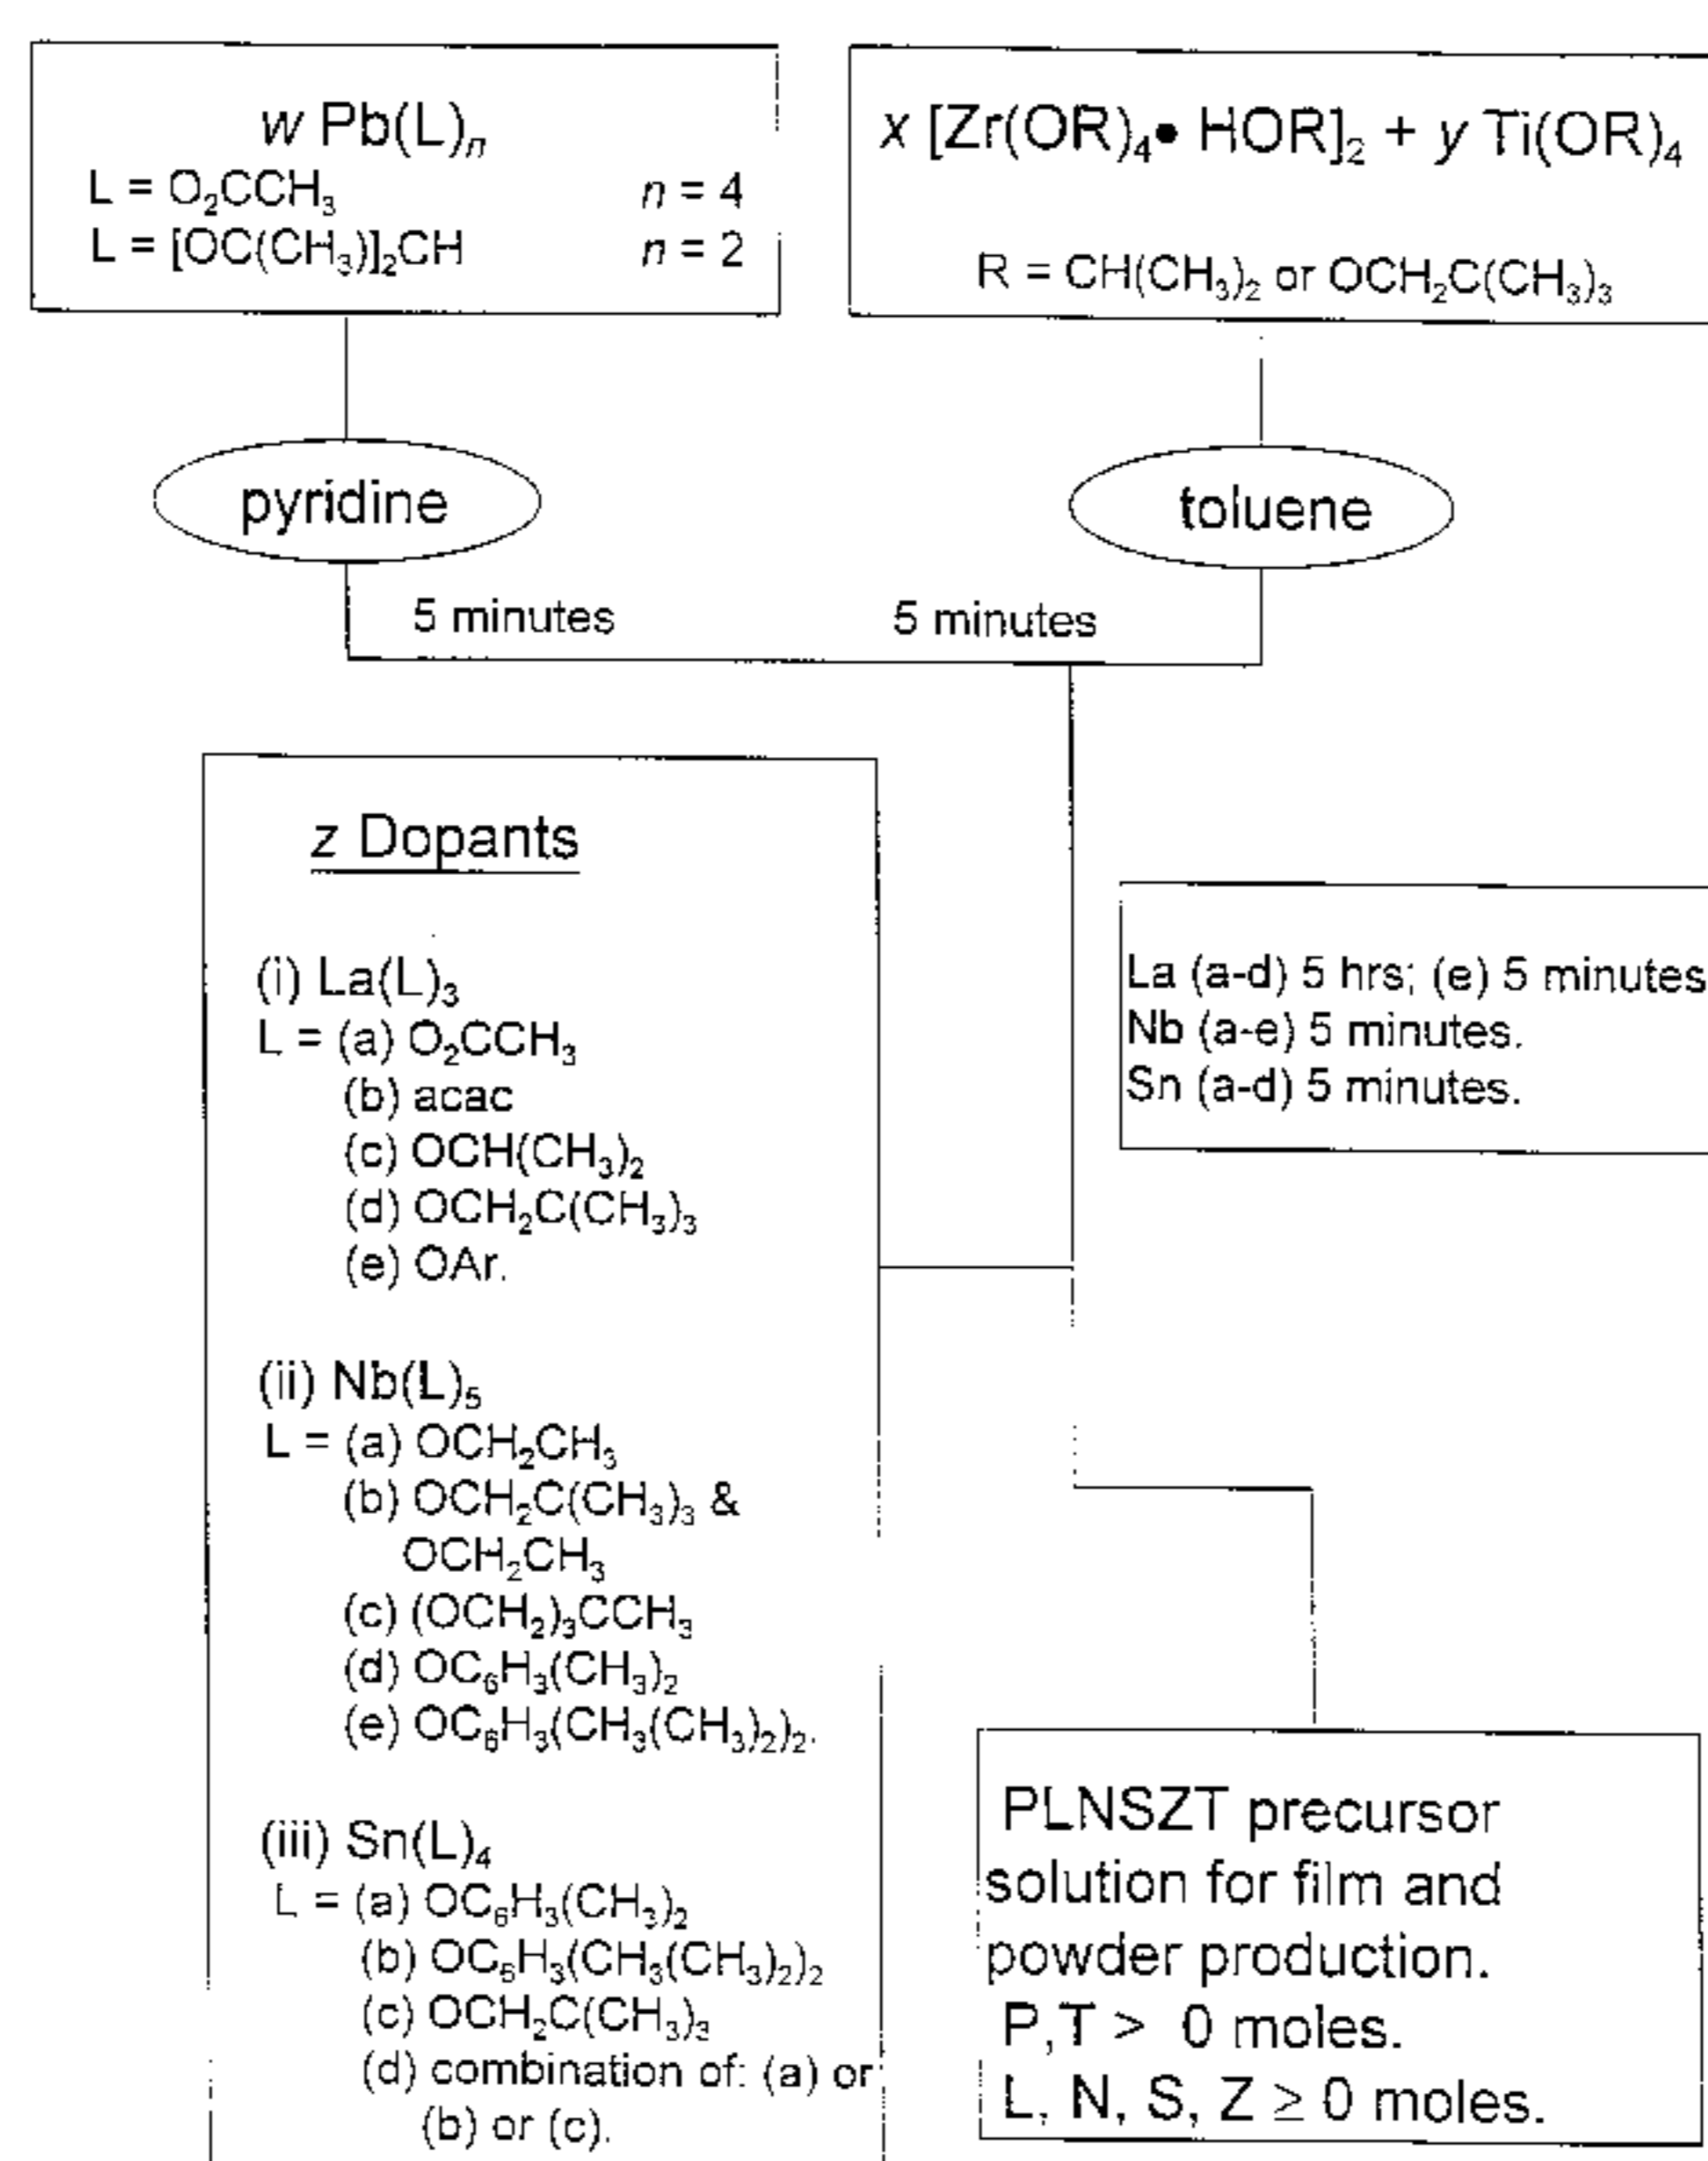 w Pb(L)n
L = O2CCH3 n = 4
L = [OC(CH3)]2CH n = 2
x [Zr(OR)4• HOR]2 + y Ti(OR)4
R = CH(CH3)2 or OCH2C(CH3)3
pyridine
toluene
5 minutes
5 minutes
z Dopants
(i) La(L)3
L = (a) O2CCH3
(b) acac
(c) OCH(CH3)2
(d) OCH2C(CH3)3
(e) OAr.
La (a-d) 5 hrs; (e) 5 minutes
Nb (a-e) 5 minutes.
Sn (a-d) 5 minutes.
(ii) Nb(L)5
L = (a) OCH2CH3
(b) OCH2C(CH3)3 &
OCH2CH3
(c) (OCH2)3CCH3
(d) OC6H3(CH3)2
(e) OC6H3(CH3(CH3)2)2.
(iii) Sn(L)4
L = (a) OC6H3(CH3)2
(b) OC6H3(CH3(CH3)2)2
(c) OCH2C(CH3)3
(d) combination of: (a) or
(b) or (c).
PLNSZT precursor
solution for film and
powder production.
P,T > 0 moles.
L, N, S, Z ≥ 0 moles.